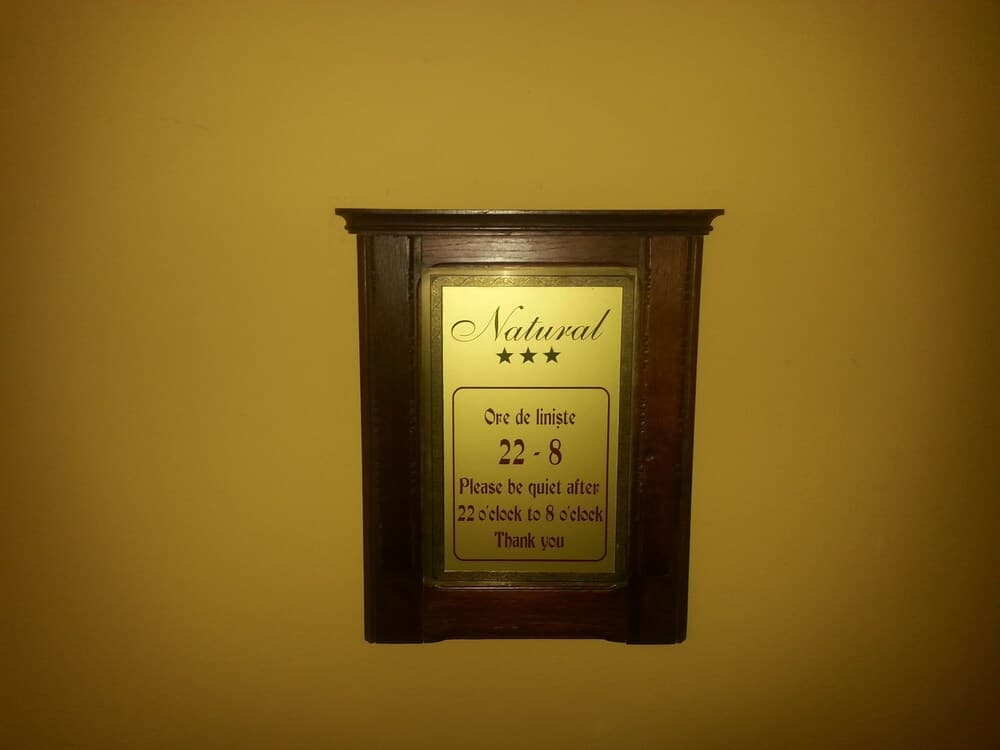 Natural
★★★
Ore de liniște
22 - 8
Please be quiet after
22 o'clock to 8 o'clock
Thank you